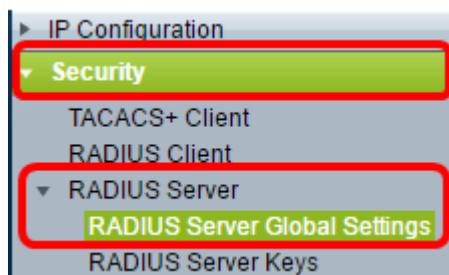 IP Configuration
Security
TACACS+ Client
RADIUS Client
RADIUS Server
RADIUS Server Global Settings
RADIUS Server Keys